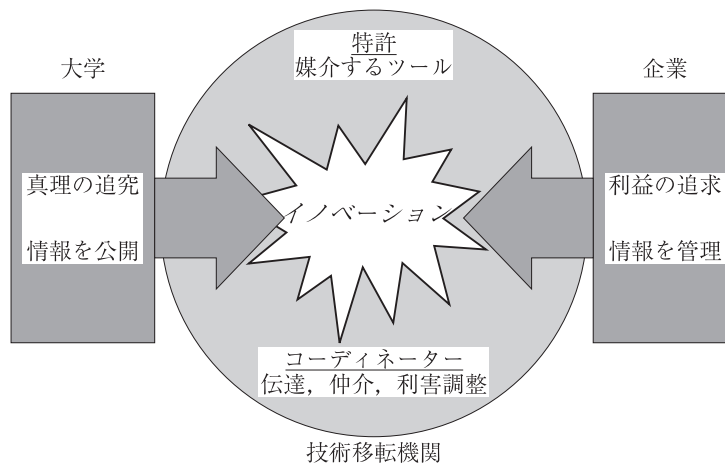 特許
媒介するツール
大学
企業
真理の追究
情報を公開
イノベーション
利益の追求
情報を管理
コーディネーター
伝達，仲介，利害調整
技術移転機関